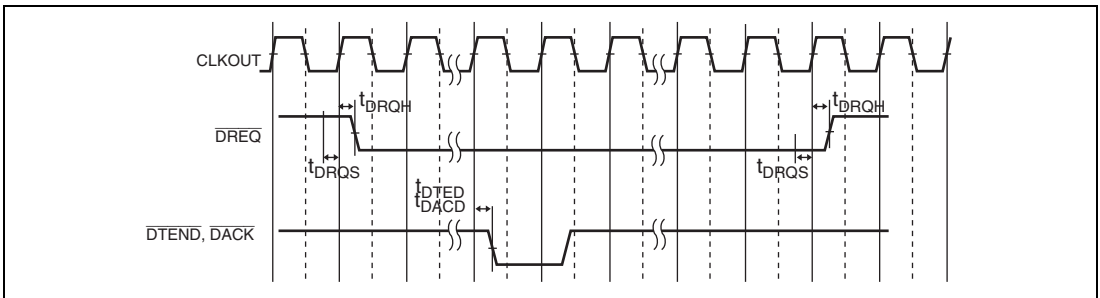 CLKOUT
tDRQH
tDRQH
DREQ
tDRQS
tDRQS
tDTED
tDACD
DTEND, DACK